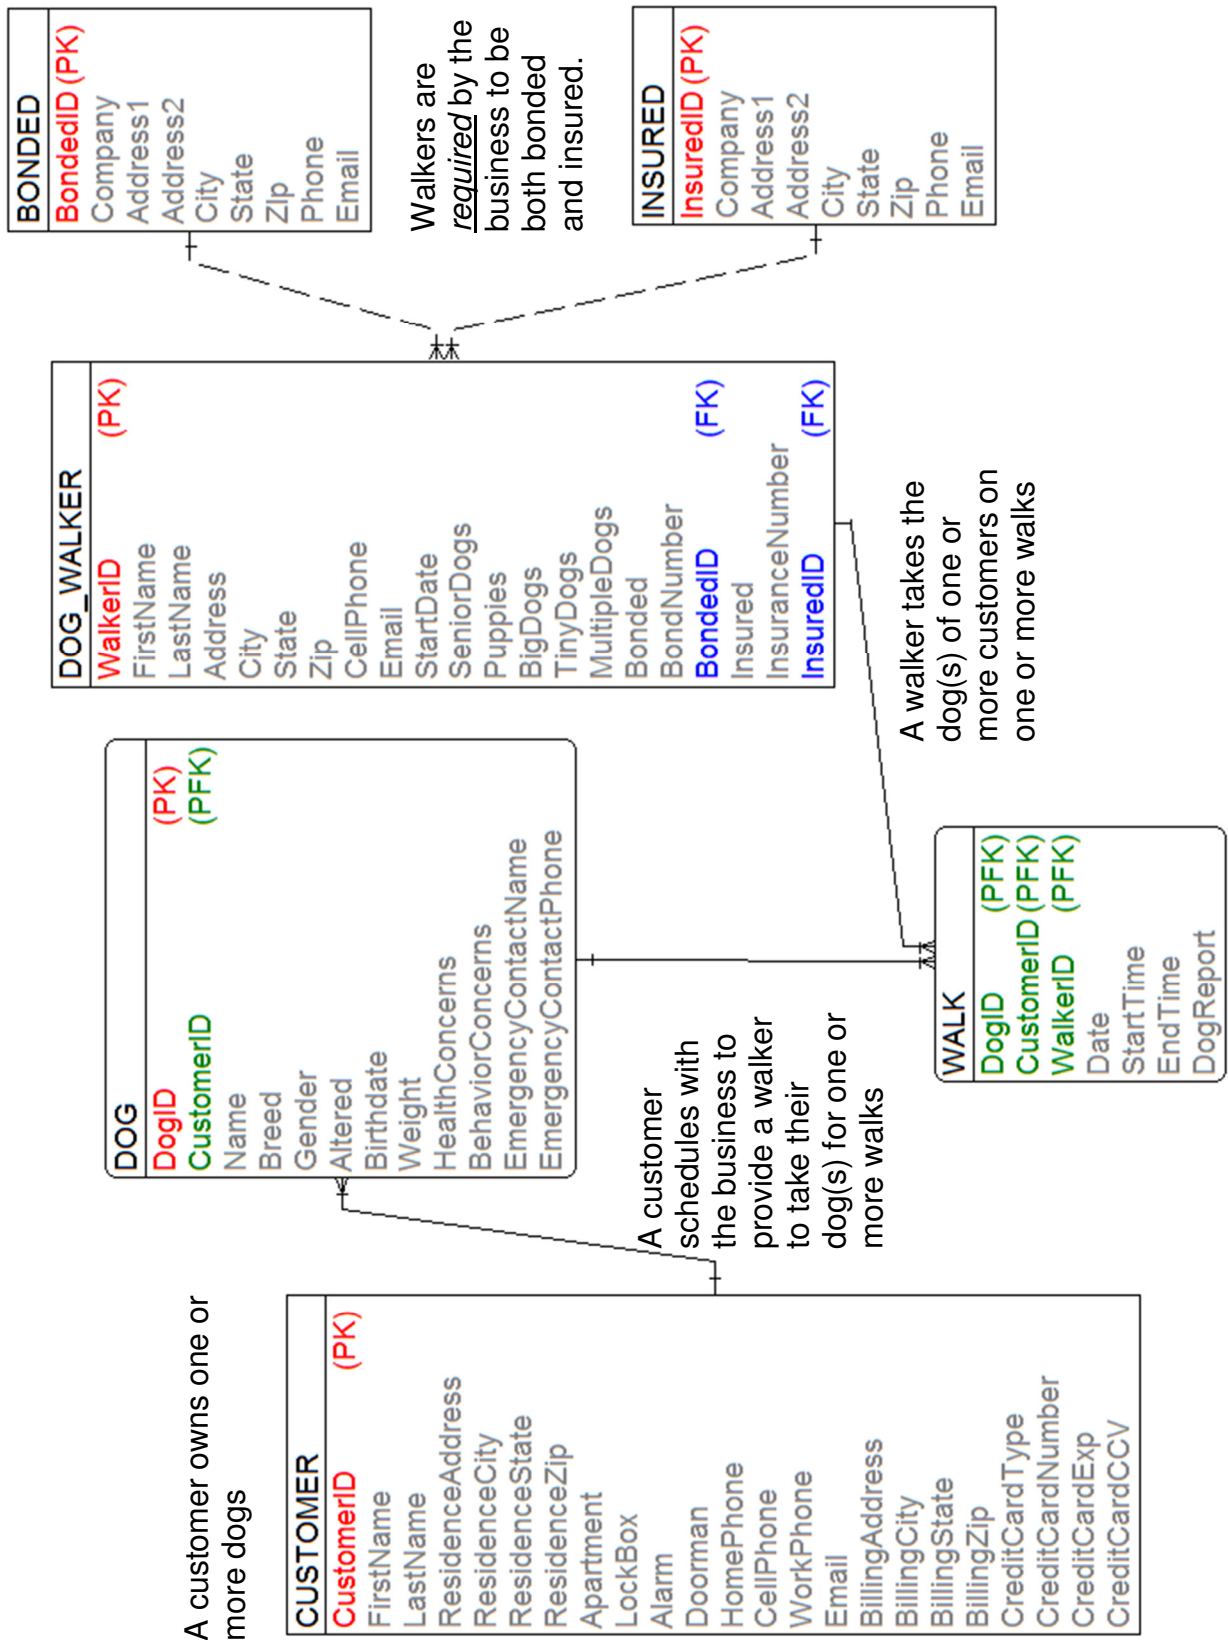 A customer owns one or
more dogs
CUSTOMER
CustomerID (PK)
FirstName
LastName
ResidenceAddress
ResidenceCity
ResidenceState
ResidenceZip
Apartment
LockBox
Alarm
Doorman
HomePhone
CellPhone
WorkPhone
Email
BillingAddress
BillingCity
BillingState
BillingZip
CreditCardType
CreditCardNumber
CreditCardExp
CreditCardCCV
DOG
DogID (PK)
CustomerID (PFK)
Name
Breed
Gender
Altered
Birthdate
Weight
HealthConcerns
BehaviorConcerns
EmergencyContactName
EmergencyContactPhone
A customer
schedules with
the business to
provide a walker
to take their
dog(s) for one or
more walks
WALK
DogID (PFK)
CustomerID (PFK)
WalkerID (PFK)
Date
StartTime
EndTime
DogReport
DOG_WALKER
WalkerID (PK)
FirstName
LastName
Address
City
State
Zip
CellPhone
Email
StartDate
SeniorDogs
Puppies
BigDogs
TinyDogs
MultipleDogs
Bonded
BondNumber
BondedID (FK)
Insured
InsuranceNumber
InsuredID (FK)
A walker takes the
dog(s) of one or
more customers on
one or more walks
BONDED
BondedID (PK)
Company
Address1
Address2
City
State
ZIp
Phone
Email
Walkers are
required by the
business to be
both bonded
and insured.
INSURED
InsuredID (PK)
Company
Address1
Address2
City
State
Zip
Phone
Email